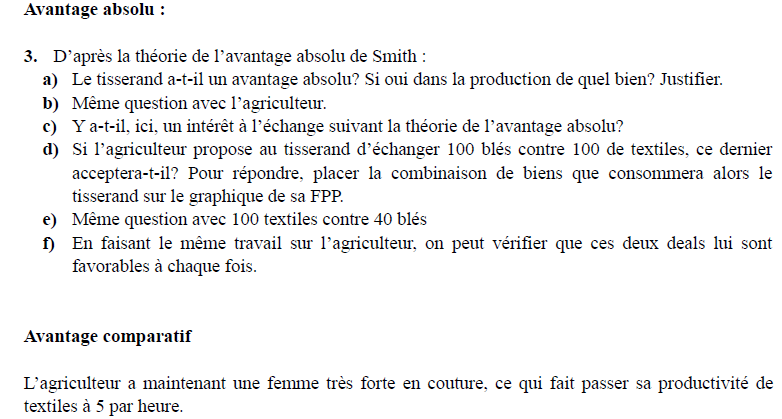 Avantage absolu :
3. D’après la théorie de l’avantage absolu de Smith :
a) Le tisserand a-t-il un avantage absolu? Si oui dans la production de quel bien? Justifier.
b) Même question avec l’agriculteur.
c) Y a-t-il, ici, un intérêt à l’échange suivant la théorie de l’avantage absolu?
d) Si l’agriculteur propose au tisserand d’échanger 100 blés contre 100 de textiles, ce dernier
acceptera-t-il? Pour répondre, placer la combinaison de biens que consommera alors le
tisserand sur le graphique de sa FPP.
e) Même question avec 100 textiles contre 40 blés
f) En faisant le même travail sur l’agriculteur, on peut vérifier que ces deux deals lui sont
favorables à chaque fois.
Avantage comparatif
L’agriculteur a maintenant une femme très forte en couture, ce qui fait passer sa productivité de
textiles à 5 par heure.